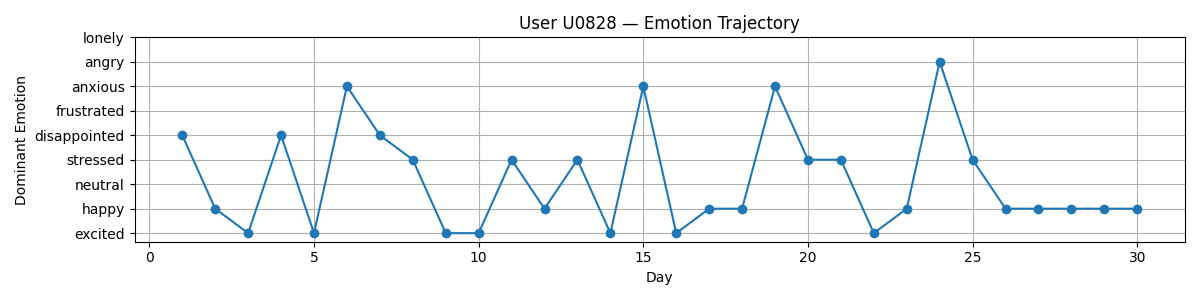 User U0828 — Emotion Trajectory
Dominant Emotion
lonely
angry
anxious
frustrated
disappointed
stressed
neutral
happy
excited
0 5 10 15 20 25 30
Day